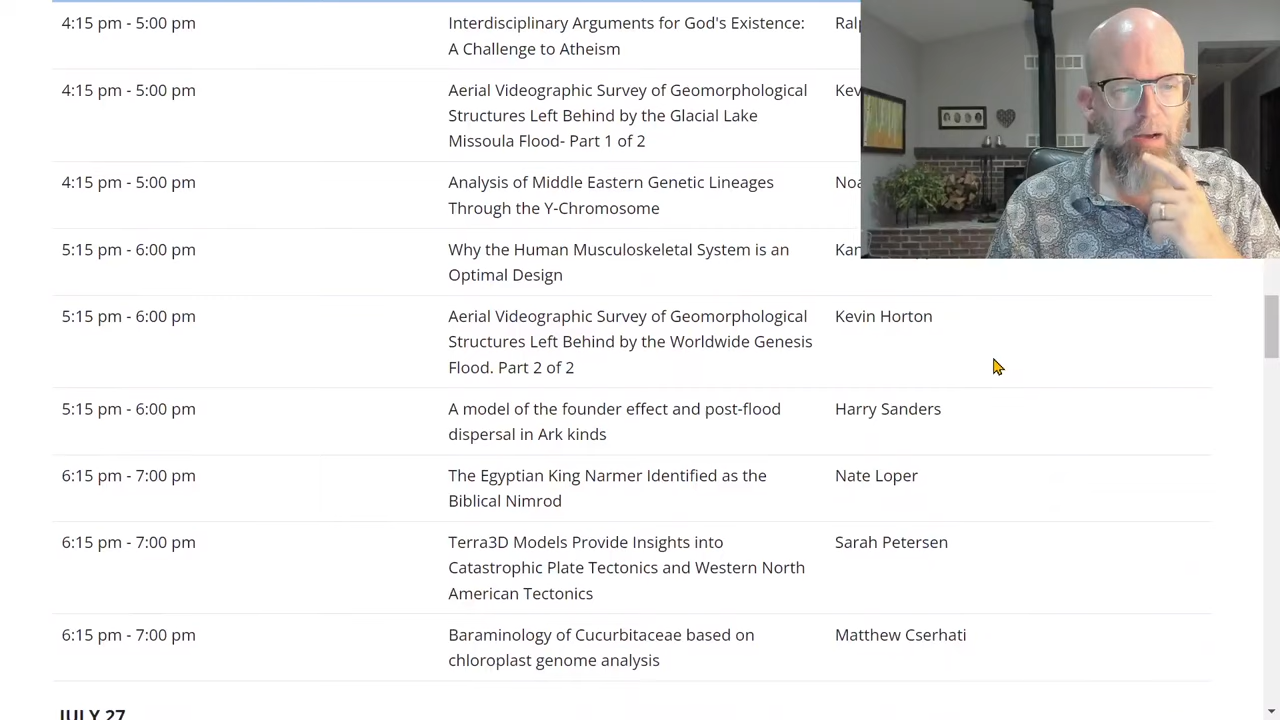 4:15 pm - 5:00 pm
Interdisciplinary Arguments for God's Existence:
A Challenge to Atheism
4:15 pm - 5:00 pm
Aerial Videographic Survey of Geomorphological
Structures Left Behind by the Glacial Lake
Missoula Flood- Part 1 of 2
4:15 pm - 5:00 pm
Analysis of Middle Eastern Genetic Lineages
Through the Y-Chromosome
5:15 pm - 6:00 pm
Why the Human Musculoskeletal System is an
Optimal Design
5:15 pm - 6:00 pm
Aerial Videographic Survey of Geomorphological
Structures Left Behind by the Worldwide Genesis
Flood. Part 2 of 2
Kevin Horton
5:15 pm - 6:00 pm
A model of the founder effect and post-flood
dispersal in Ark kinds
Harry Sanders
6:15 pm - 7:00 pm
The Egyptian King Narmer Identified as the
Biblical Nimrod
Nate Loper
6:15 pm - 7:00 pm
Terra3D Models Provide Insights into
Catastrophic Plate Tectonics and Western North
American Tectonics
Sarah Petersen
6:15 pm - 7:00 pm
Baraminology of Cucurbitaceae based on
chloroplast genome analysis
Matthew Cserhati
JULY 27